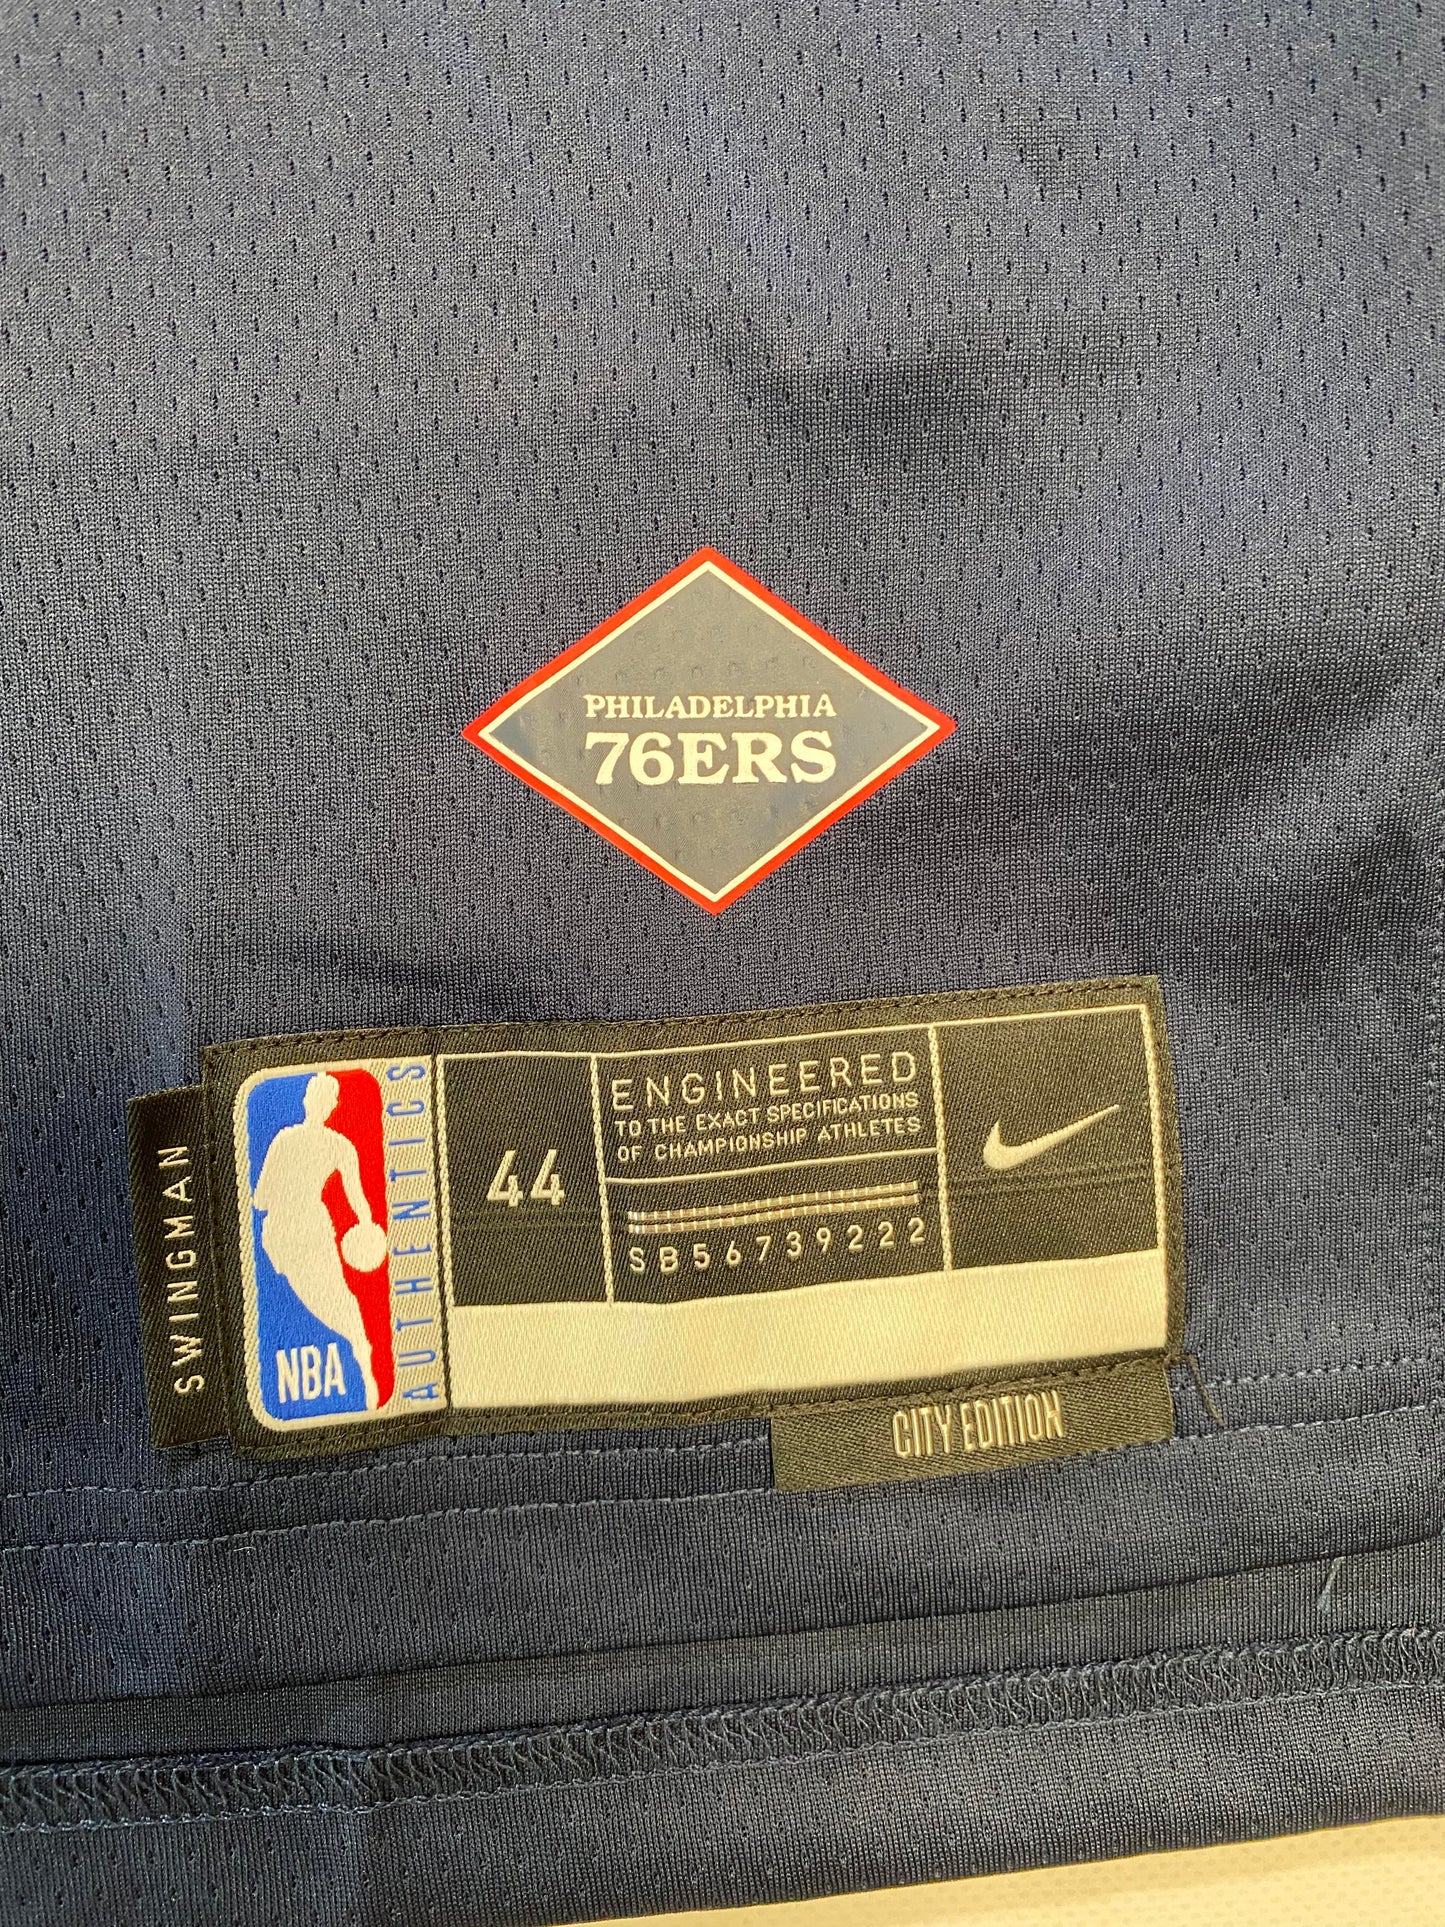 PHILADELPHIA
76ERS
SWINGMAN
NBA
AUTHENTICS
44
ENGINEERED
TO THE EXACT SPECIFICATIONS
OF CHAMPIONSHIP ATHLETES
SB56739222
CITY EDITION